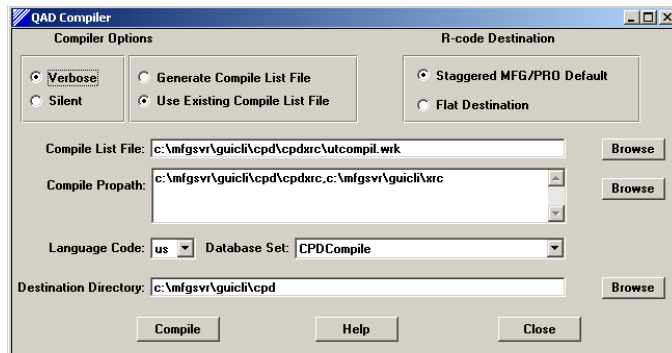 QAD Compiler
Compiler Options R-code Destination
Verbose Generate Compile List File Staggered MFG/PRO Default
Silent Use Existing Compile List File Flat Destination
Compile List File: c:\mfgsvr\guicli\cpd\cpdxrc\utcompil.wrk Browse
Compile Propath: c:\mfgsvr\guicli\cpd\cpdxrc,c:\mfgsvr\guicli\xrc Browse
Language Code: us Database Set: CPDCompile
Destination Directory: c:\mfgsvr\guicli\cpd Browse
Compile Help Close